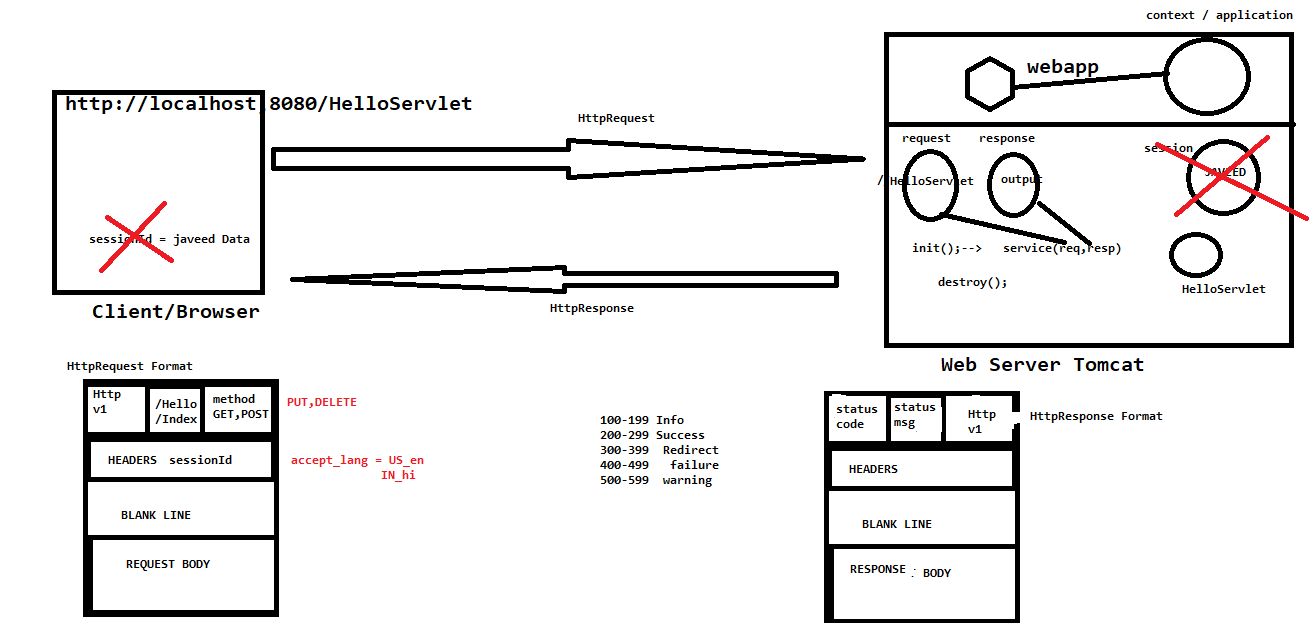 context / application
webapp
http://localhost:8080/HelloServlet
HttpRequest
request response
session
JAVEED
/HelloServlet
output
sessionId = javeed Data
init();--> service(req,resp)
destroy();
HelloServlet
HttpResponse
Client/Browser
Web Server Tomcat
HttpRequest Format
Http
v1
/Hello
/Index
method
GET,POST
PUT,DELETE
HEADERS sessionId
accept_lang = US_en
IN_hi
BLANK LINE
REQUEST BODY
100-199 Info
200-299 Success
300-399 Redirect
400-499 failure
500-599 warning
status
code
status
msg
Http
v1
HttpResponse Format
HEADERS
BLANK LINE
RESPONSE : BODY